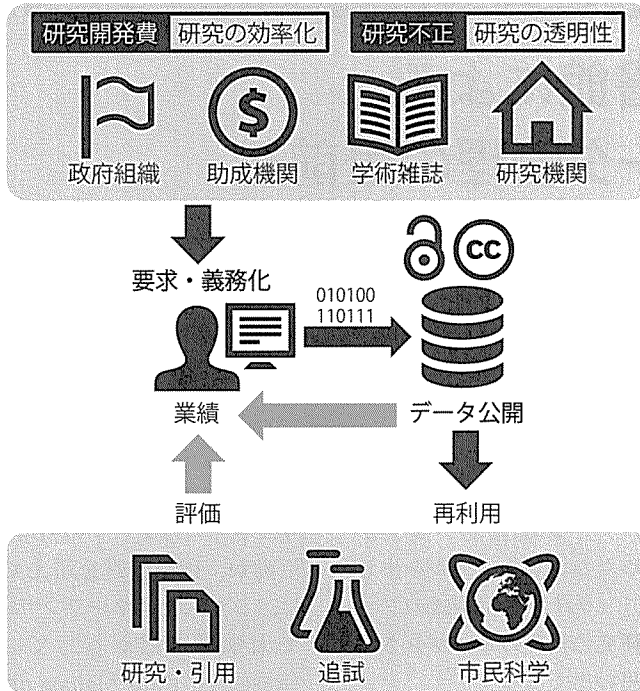 研究開発費 研究の効率化 研究不正 研究の透明性
$
政府組織 助成機関 学術雑誌 研究機関
要求・義務化
cc
010100
110111
業績 データ公開
評価 再利用
研究・引用 追試 市民科学